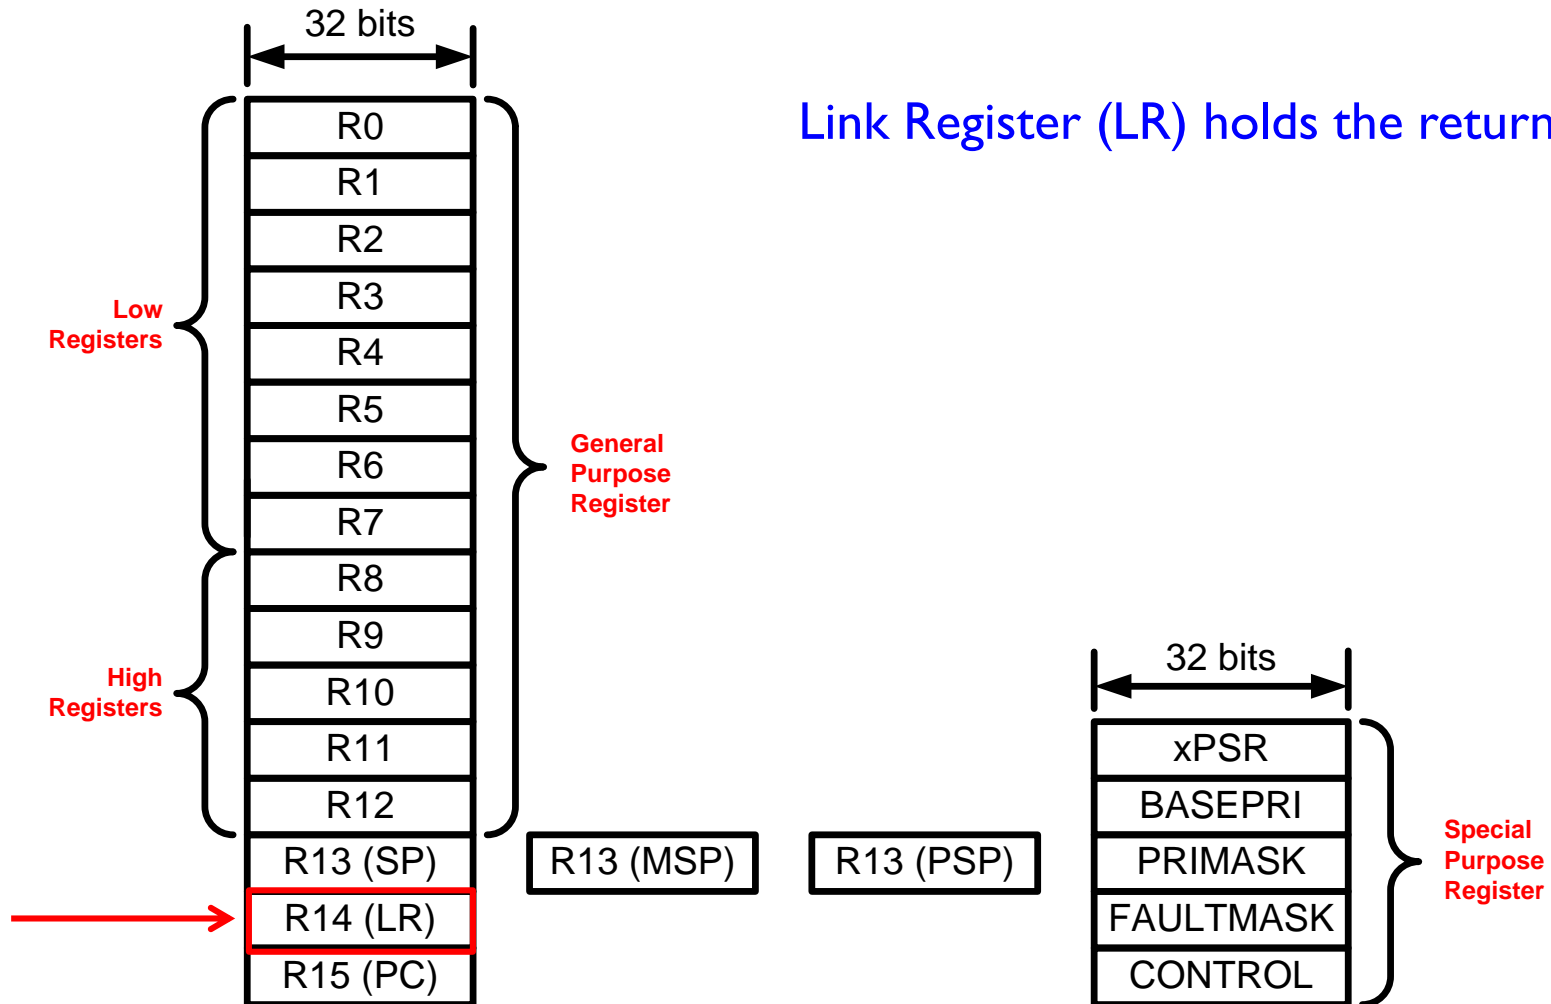 32 bits
Link Register (LR) holds the return
R0
R1
R2
R3
R4
R5
R6
R7
R8
R9
R10
R11
R12
R13 (SP)
R14 (LR)
R15 (PC)
Low
Registers
High
Registers
General
Purpose
Register
R13 (MSP)
R13 (PSP)
32 bits
xPSR
BASEPRI
PRIMASK
FAULTMASK
CONTROL
Special
Purpose
Register